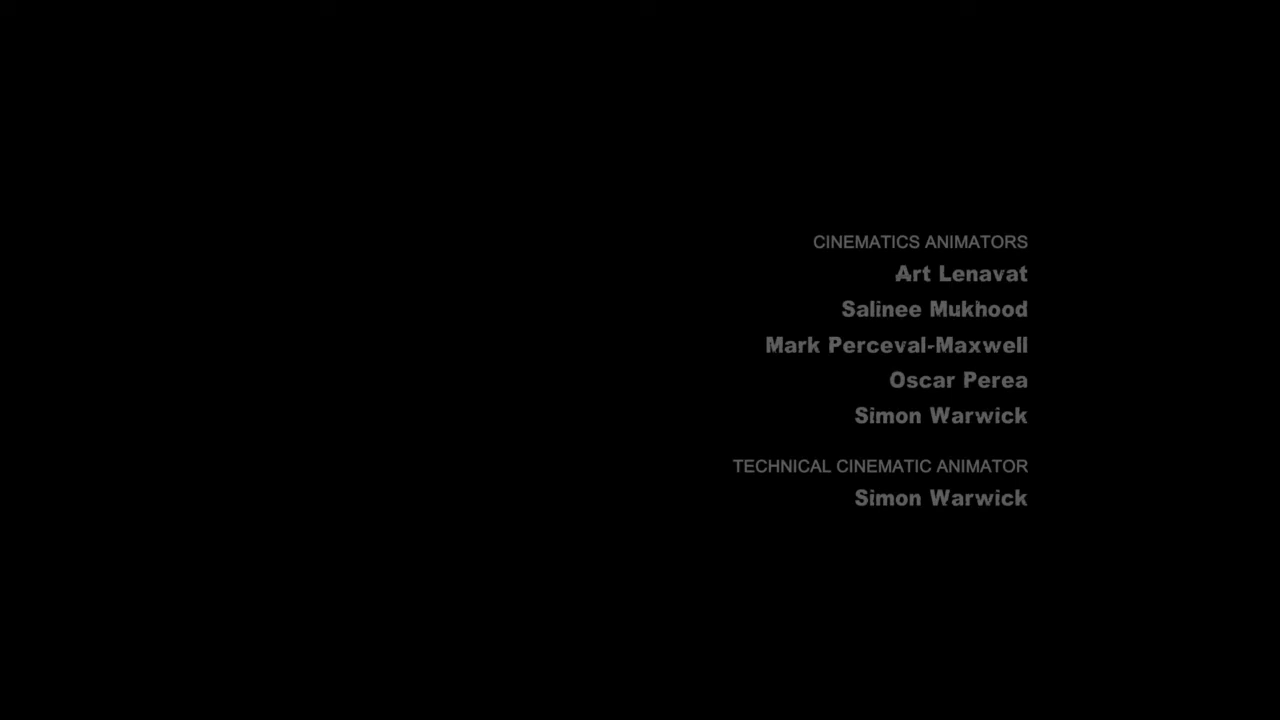 CINEMATICS ANIMATORS
Art Lenavat
Salinee Mukhood
Mark Perceval-Maxwell
Oscar Perea
Simon Warwick
TECHNICAL CINEMATIC ANIMATOR
Simon Warwick